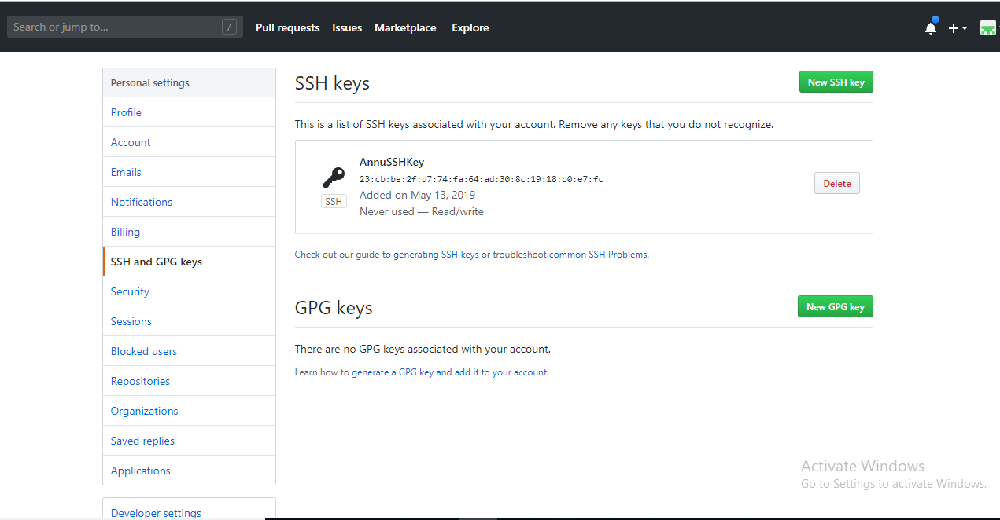 Search or jump to...
/
Pull requests
Issues
Marketplace
Explore
Personal settings
Profile
Account
Emails
Notifications
Billing
SSH and GPG keys
Security
Sessions
Blocked users
Repositories
Organizations
Saved replies
Applications
Developer settings
SSH keys
New SSH key
This is a list of SSH keys associated with your account. Remove any keys that you do not recognize.
AnnuSSHKey
23:cb:be:2f:d7:74:fa:64:ad:30:8c:19:18:b0:e7:fc
Added on May 13, 2019
Never used — Read/write
SSH
Delete
Check out our guide to generating SSH keys or troubleshoot common SSH Problems.
GPG keys
New GPG key
There are no GPG keys associated with your account.
Learn how to generate a GPG key and add it to your account.
Activate Windows
Go to Settings to activate Windows.